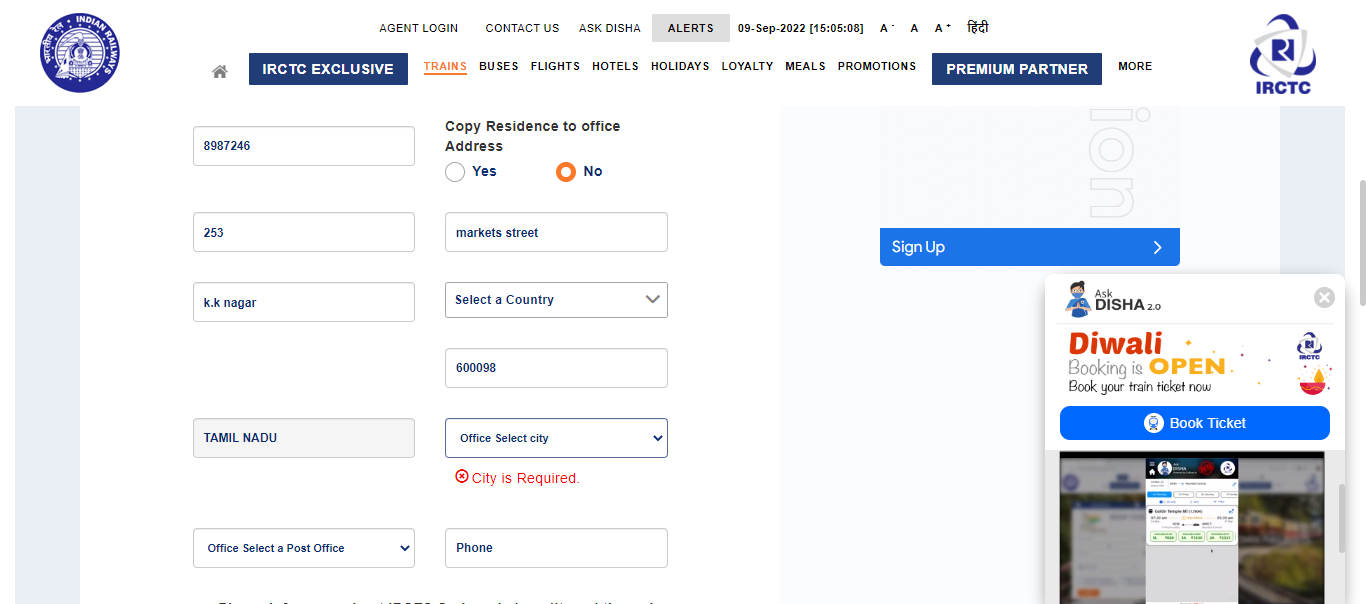 AGENT LOGIN CONTACT US ASK DISHA ALERTS 09-Sep-2022 [15:05:08] A - A A + हिंदी
INDIAN RAILWAYS
भारतीय रेल
IRCTC EXCLUSIVE TRAINS BUSES FLIGHTS HOTELS HOLIDAYS LOYALTY MEALS PROMOTIONS PREMIUM PARTNER MORE
IRCTC
8987246
Copy Residence to office
Address
Yes No
253
markets street
k.k nagar
Select a Country
600098
TAMIL NADU
Office Select city
City is Required.
Office Select a Post Office
Phone
ion
Sign Up
Ask
DISHA 2.0
Diwali
Booking is OPEN
Book your train ticket now
IRCTC
Book Ticket